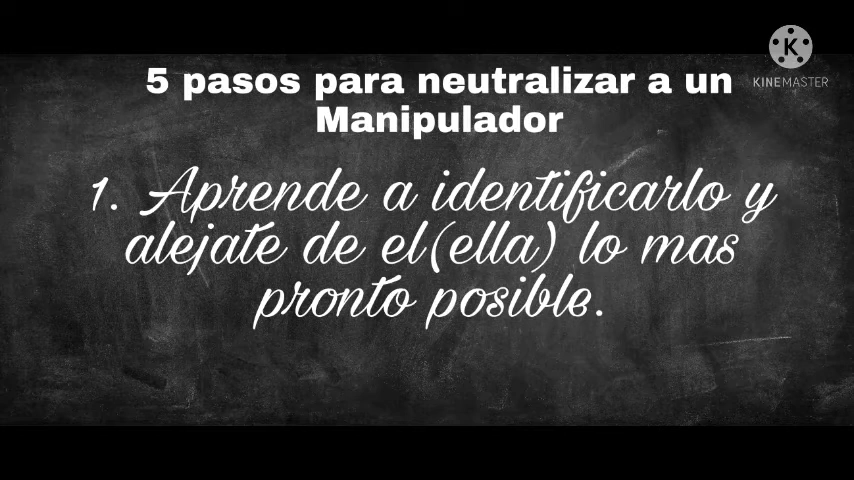 K
KINEMASTER
5 pasos para neutralizar a un
Manipulador
1. Aprende a identificarlo y
alejate de el(ella) lo mas
pronto posible.